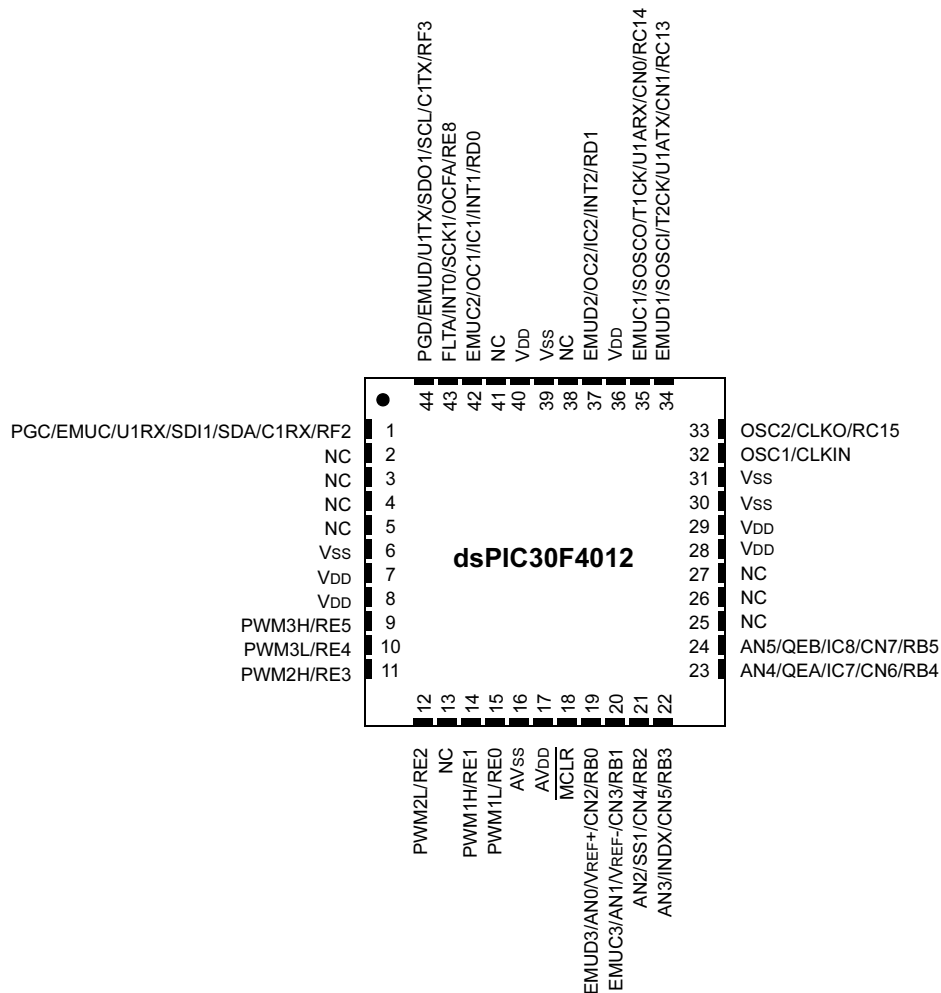 PGD/EMUD/U1TX/SDO1/SCL/C1TX/RF3
FLTA/INT0/SCK1/OCFA/RE8
EMUC2/OC1/IC1/INT1/RD0
NC
VDD
VSS
NC
EMUD2/OC2/IC2/INT2/RD1
VDD
EMUC1/SOSCO/T1CK/U1ARX/CN0/RC14
EMUD1/SOSCI/T2CK/U1ATX/CN1/RC13
44
43
42
41
40
39
38
37
36
35
34
PGC/EMUC/U1RX/SDI1/SDA/C1RX/RF2 1
NC 2
NC 3
NC 4
NC 5
VSS 6
VDD 7
VDD 8
PWM3H/RE5 9
PWM3L/RE4 10
PWM2H/RE3 11
dsPIC30F4012
33 OSC2/CLKO/RC15
32 OSC1/CLKIN
31 VSS
30 VSS
29 VDD
28 VDD
27 NC
26 NC
25 NC
24 AN5/QEB/IC8/CN7/RB5
23 AN4/QEA/IC7/CN6/RB4
12
13
14
15
16
17
18
19
20
21
22
PWM2L/RE2
NC
PWM1H/RE1
PWM1L/RE0
AVSS
AVDD
MCLR
EMUD3/AN0/VREF+/CN2/RB0
EMUC3/AN1/VREF-/CN3/RB1
AN2/SS1/CN4/RB2
AN3/INDX/CN5/RB3